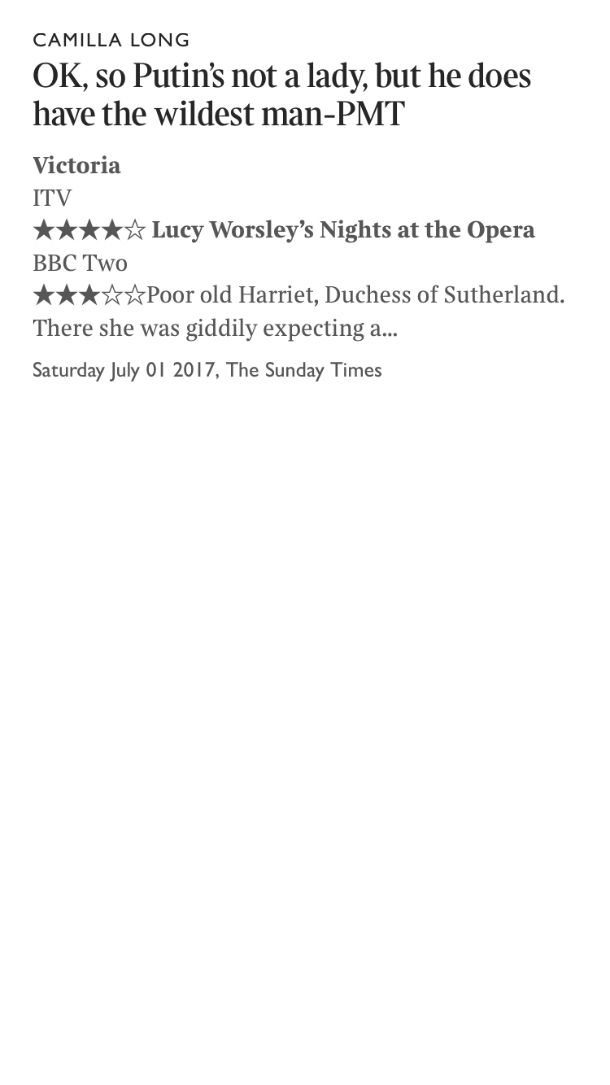 CAMILLA LONG
OK, so Putin’s not a lady, but he does
have the wildest man-PMT
Victoria
ITV
★★★★☆ Lucy Worsley’s Nights at the Opera
BBC Two
★★★☆☆Poor old Harriet, Duchess of Sutherland.
There she was giddily expecting a...
Saturday July 01 2017, The Sunday Times